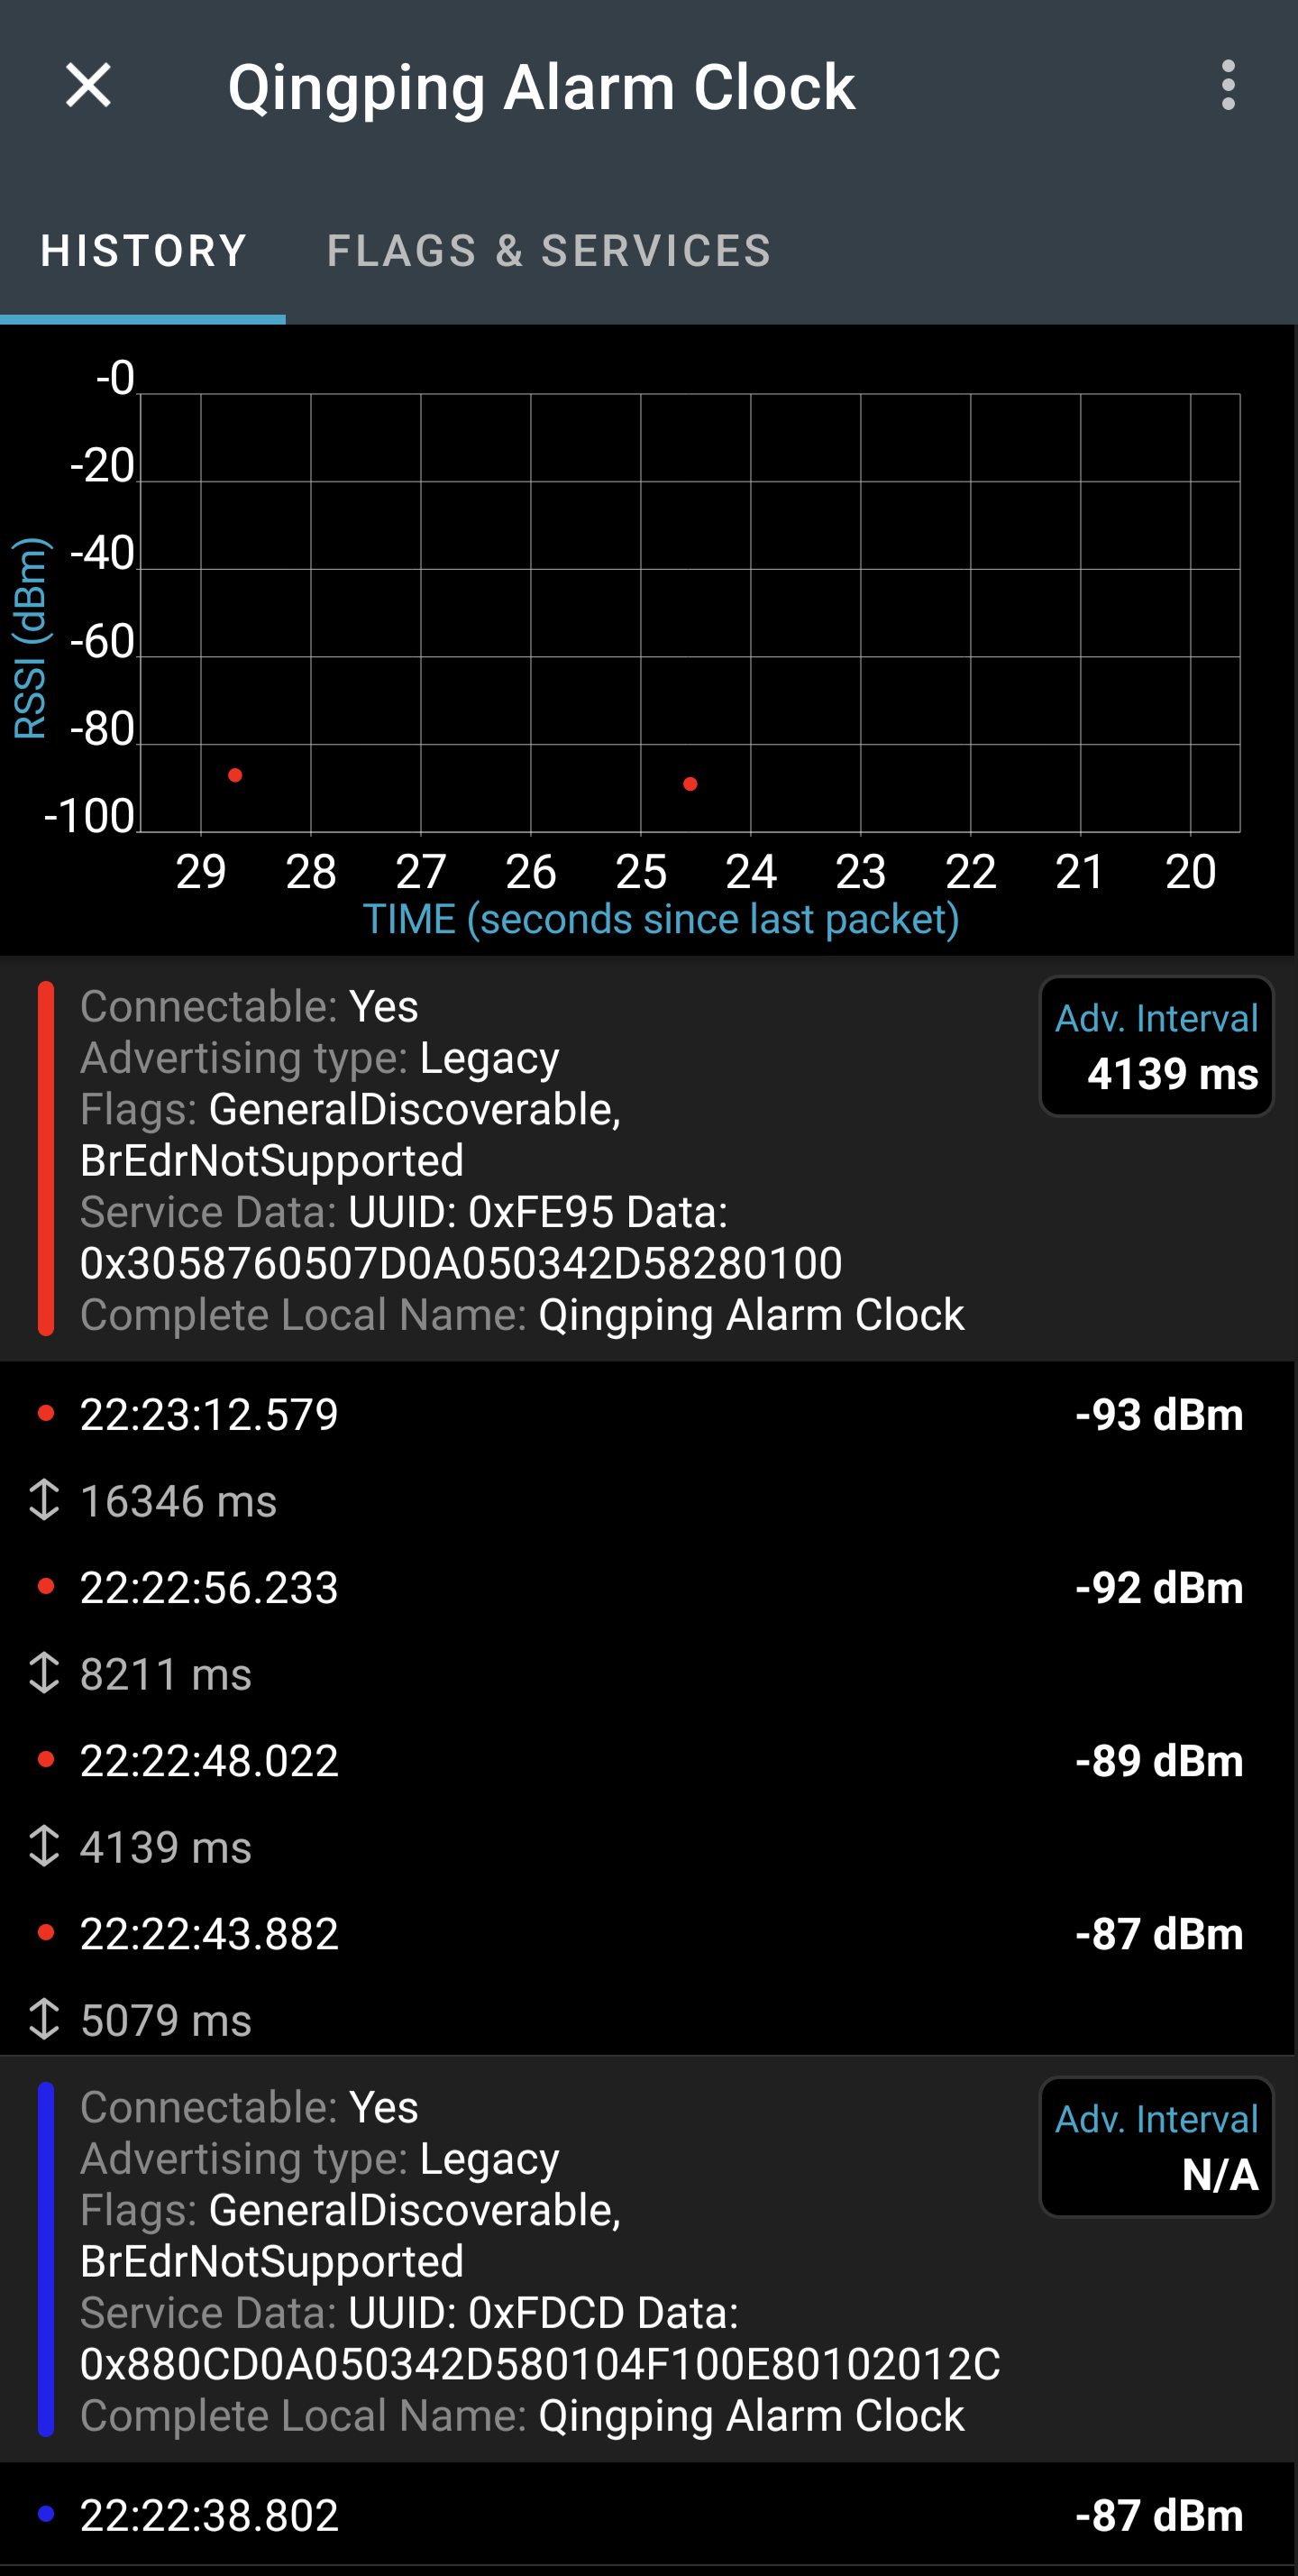 Qingping Alarm Clock
HISTORY FLAGS & SERVICES
-0
-20
-40
-60
-80
-100
RSSI (dBm)
29 28 27 26 25 24 23 22 21 20
TIME (seconds since last packet)
Connectable: Yes
Adv. Interval
4139 ms
Advertising type: Legacy
Flags: GeneralDiscoverable,
BrEdrNotSupported
Service Data: UUID: 0xFE95 Data:
0x3058760507D0A050342D58280100
Complete Local Name: Qingping Alarm Clock
22:23:12.579 -93 dBm
16346 ms
22:22:56.233 -92 dBm
8211 ms
22:22:48.022 -89 dBm
4139 ms
22:22:43.882 -87 dBm
5079 ms
Connectable: Yes
Adv. Interval
N/A
Advertising type: Legacy
Flags: GeneralDiscoverable,
BrEdrNotSupported
Service Data: UUID: 0xFDCD Data:
0x880CD0A050342D580104F100E80102012C
Complete Local Name: Qingping Alarm Clock
22:22:38.802 -87 dBm